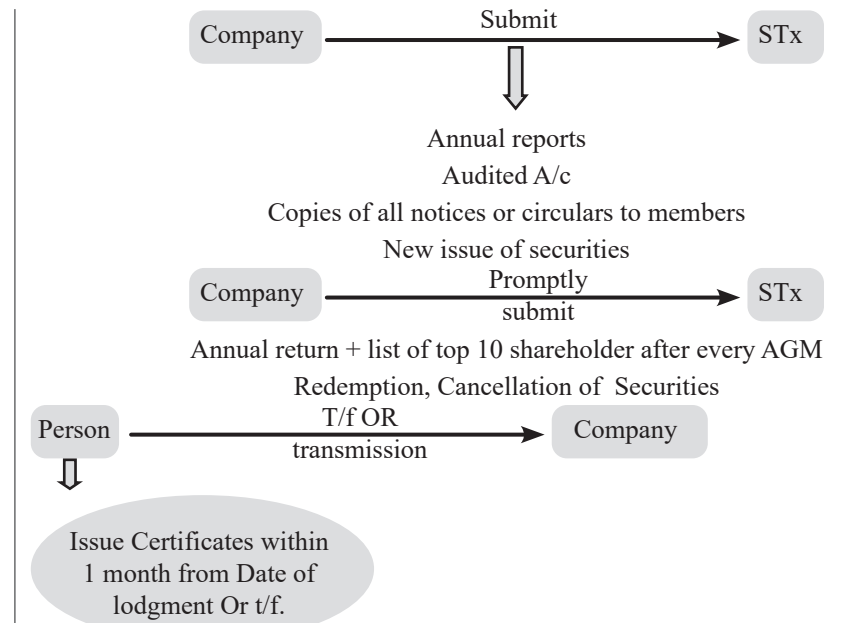 Company Submit STx
Annual reports
Audited A/c
Copies of all notices or circulars to members
New issue of securities
Company Promptly submit STx
Annual return + list of top 10 shareholder after every AGM
Redemption, Cancellation of Securities
Person T/f OR transmission Company
Issue Certificates within
1 month from Date of
lodgment Or t/f.